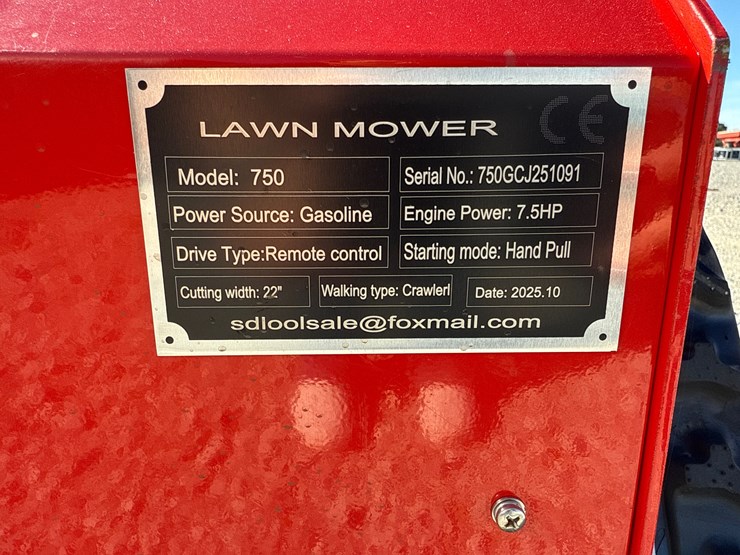 LAWN MOWER CE
Model: 750 Serial No.: 750GCJ251091
Power Source: Gasoline Engine Power: 7.5HP
Drive Type:Remote control Starting mode: Hand Pull
Cutting width: 22" Walking type: Crawlerl Date: 2025.10
sdloolsale@foxmail.com